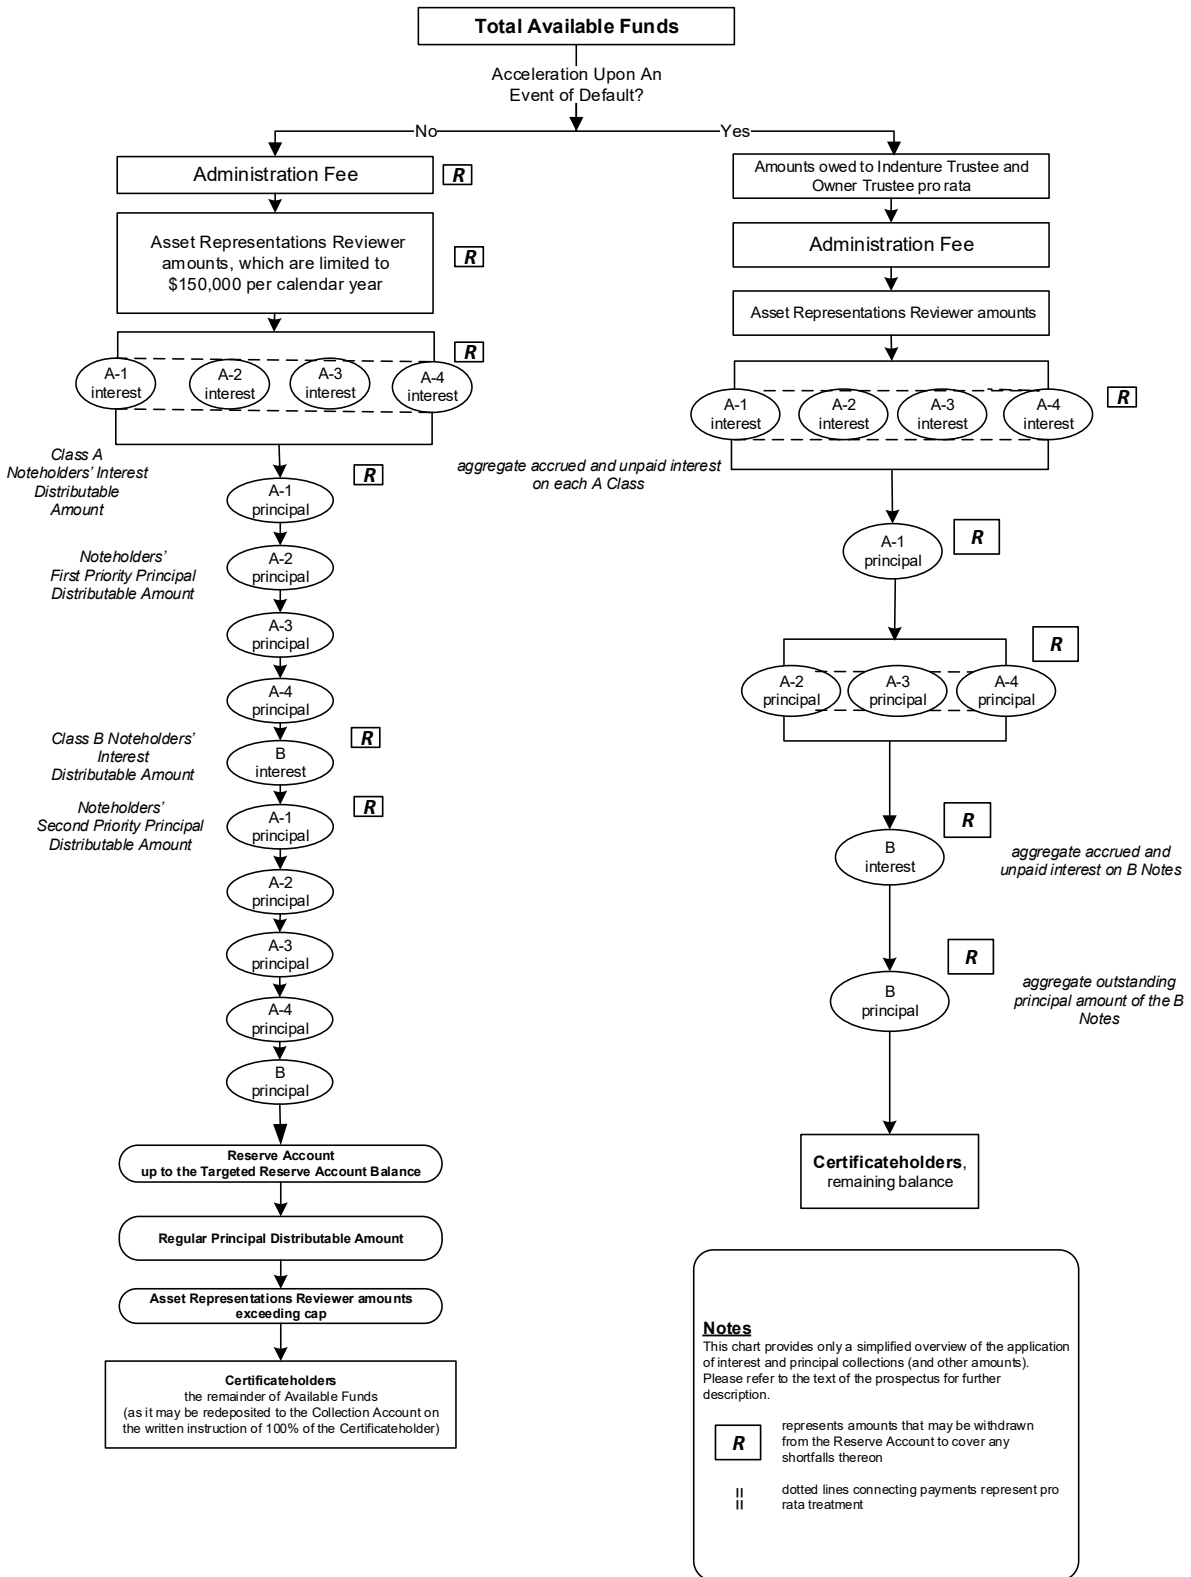 Total Available Funds
Acceleration Upon An
Event of Default?
No
Yes
Administration Fee
R
Asset Representations Reviewer
amounts, which are limited to
$150,000 per calendar year
R
R
A-1
interest
A-2
interest
A-3
interest
A-4
interest
Class A
Noteholders' Interest
Distributable
Amount
R
A-1
principal
Noteholders'
First Priority Principal
Distributable Amount
A-2
principal
A-3
principal
A-4
principal
Class B Noteholders'
Interest
Distributable Amount
R
B
interest
Noteholders'
Second Priority Principal
Distributable Amount
R
A-1
principal
A-2
principal
A-3
principal
A-4
principal
B
principal
Reserve Account
up to the Targeted Reserve Account Balance
Regular Principal Distributable Amount
Asset Representations Reviewer amounts
exceeding cap
Certificateholders
the remainder of Available Funds
(as it may be redeposited to the Collection Account on
the written instruction of 100% of the Certificateholder)
Amounts owed to Indenture Trustee and
Owner Trustee pro rata
Administration Fee
Asset Representations Reviewer amounts
A-1
interest
A-2
interest
A-3
interest
A-4
interest
R
aggregate accrued and unpaid interest
on each A Class
A-1
principal
R
R
A-2
principal
A-3
principal
A-4
principal
R
B
interest
aggregate accrued and
unpaid interest on B Notes
R
B
principal
aggregate outstanding
principal amount of the B
Notes
Certificateholders,
remaining balance
Notes
This chart provides only a simplified overview of the application
of interest and principal collections (and other amounts).
Please refer to the text of the prospectus for further
description.
R
represents amounts that may be withdrawn
from the Reserve Account to cover any
shortfalls thereon
dotted lines connecting payments represent pro
rata treatment